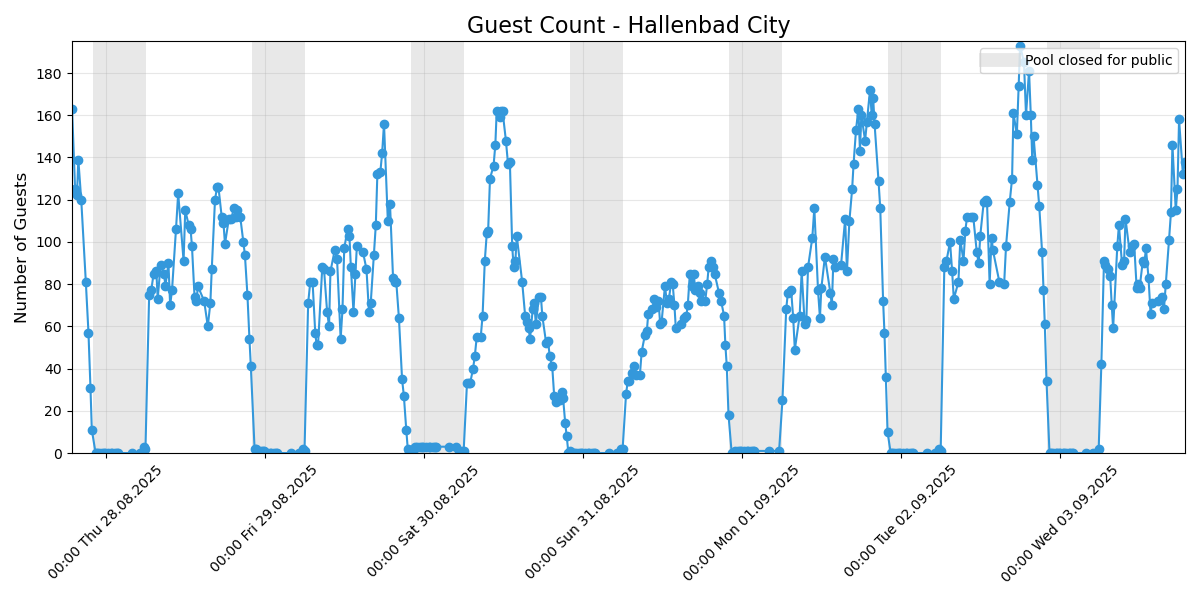 Guest Count - Hallenbad City
Pool closed for public
Number of Guests
180
160
140
120
100
80
60
40
20
0
00:00 Thu 28.08.2025
00:00 Fri 29.08.2025
00:00 Sat 30.08.2025
00:00 Sun 31.08.2025
00:00 Mon 01.09.2025
00:00 Tue 02.09.2025
00:00 Wed 03.09.2025